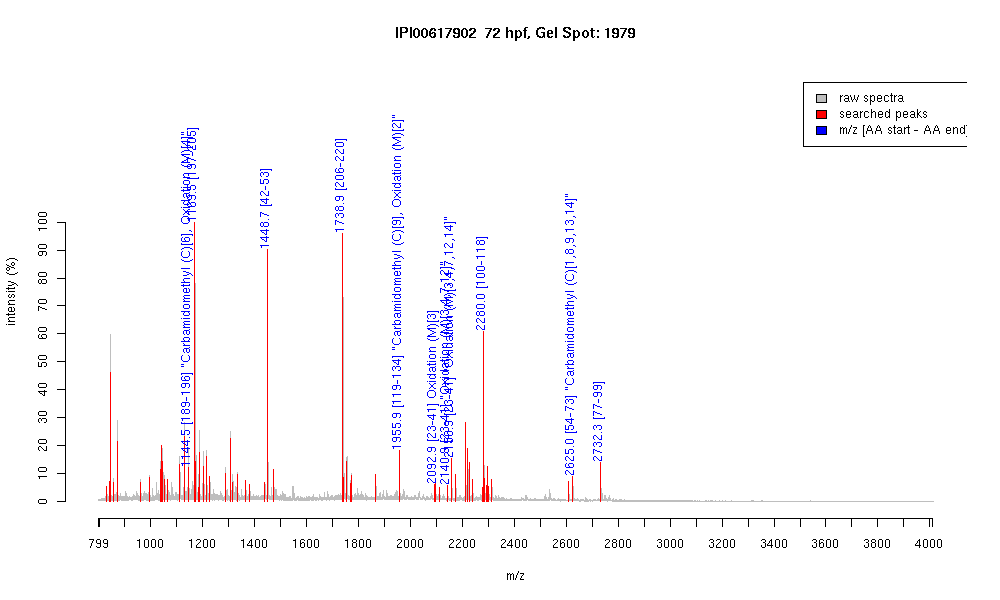 IPI00617902 72 hpf, Gel Spot: 1979
raw spectra
searched peaks
m/z [AA start - AA end]
intensity (%)
100
90
80
70
60
50
40
30
20
10
0
1144.5 [189-196] "Carbamidomethyl (C)[6], Oxidation (M)[4]"
[197-205]
1448.7 [42-53]
1738.9 [206-220]
1955.9 [119-134] "Carbamidomethyl (C)[9], Oxidation (M)[2]"
2092.9 [23-41] Oxidation (M)[3]
2280.0 [100-118]
2625.0 [54-73] "Carbamidomethyl (C)[1,8,9,13,14]"
2732.3 [77-99]
799 1000 1200 1400 1600 1800 2000 2200 2400 2600 2800 3000 3200 3400 3600 3800 4000
m/z